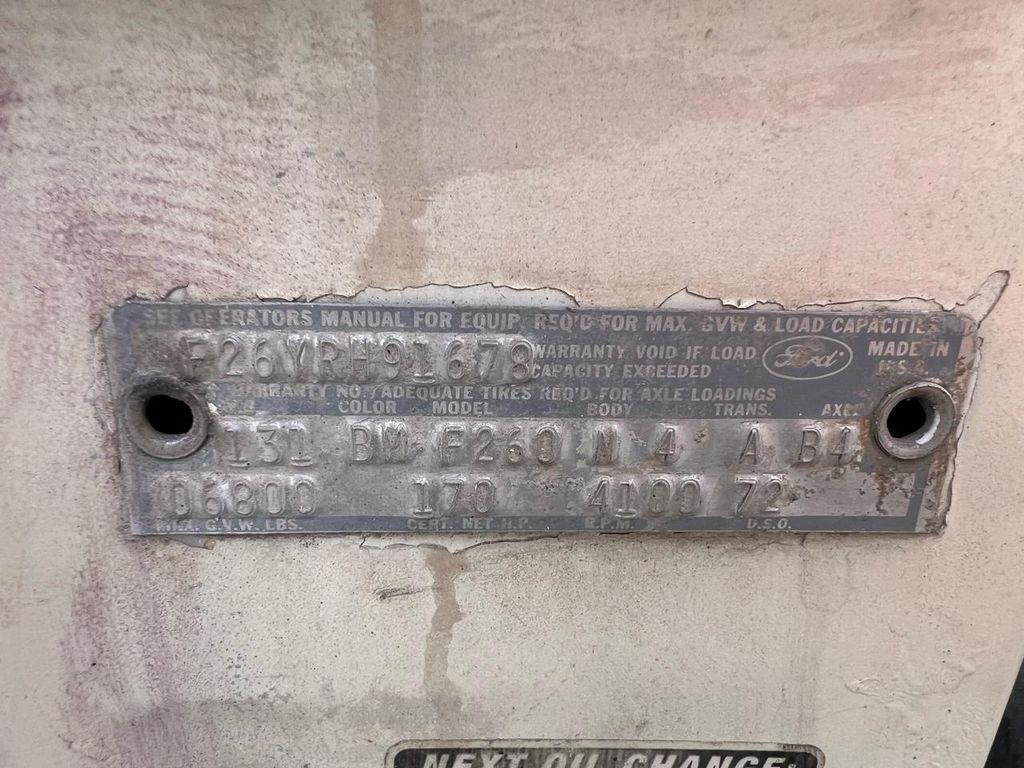 SEE OPERATORS MANUAL FOR EQUIP. REQ'D FOR MAX. GVW & LOAD CAPACITIES
F26YRH91678
WARRANTY VOID IF LOAD
CAPACITY EXCEEDED
Ford
MADE IN
U.S.A.
WARRANTY NO./ADEQUATE TIRES REQ'D FOR AXLE LOADINGS
COLOR MODEL BODY TRANS. AXLE
131 BM F260 N 4 A B4
06800 170 4100 72
MAX. G.V.W. LBS. CERT. NET H.P. R.P.M. D.S.O.
NEXT OIL CHANGE: